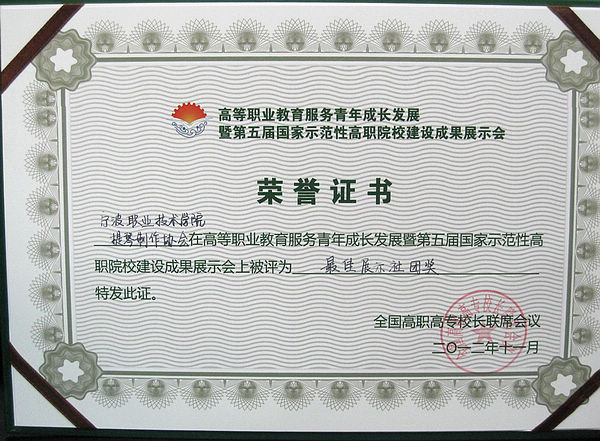 高等职业教育服务青年成长发展
暨第五届国家示范性高职院校建设成果展示会
荣誉证书
宁波职业技术学院
提琴制作协会在高等职业教育服务青年成长发展暨第五届国家示范性高
职院校建设成果展示会上被评为 最佳展示社团奖
特发此证。
全国高职高专校长联席会议
二〇一二年十一月